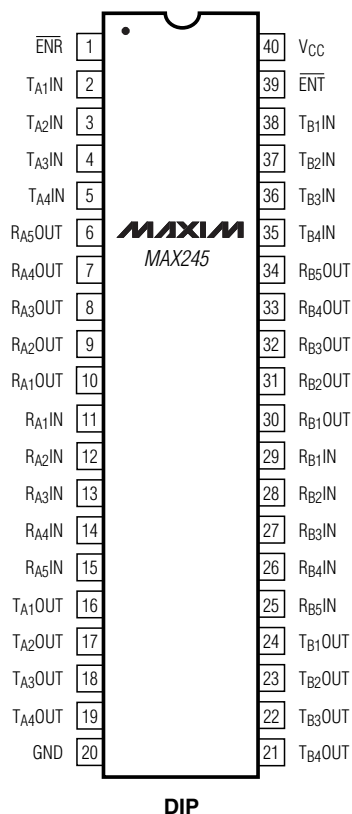 ENR 1 40 VCC
TA1IN 2 39 ENT
TA2IN 3 38 TB1IN
TA3IN 4 37 TB2IN
TA4IN 5 36 TB3IN
RA5OUT 6 MAXIM 35 TB4IN
RA4OUT 7 MAX245 34 RB5OUT
RA3OUT 8 33 RB4OUT
RA2OUT 9 32 RB3OUT
RA1OUT 10 31 RB2OUT
RA1IN 11 30 RB1OUT
RA2IN 12 29 RB1IN
RA3IN 13 28 RB2IN
RA4IN 14 27 RB3IN
RA5IN 15 26 RB4IN
TA1OUT 16 25 RB5IN
TA2OUT 17 24 TB1OUT
TA3OUT 18 23 TB2OUT
TA4OUT 19 22 TB3OUT
GND 20 21 TB4OUT
DIP